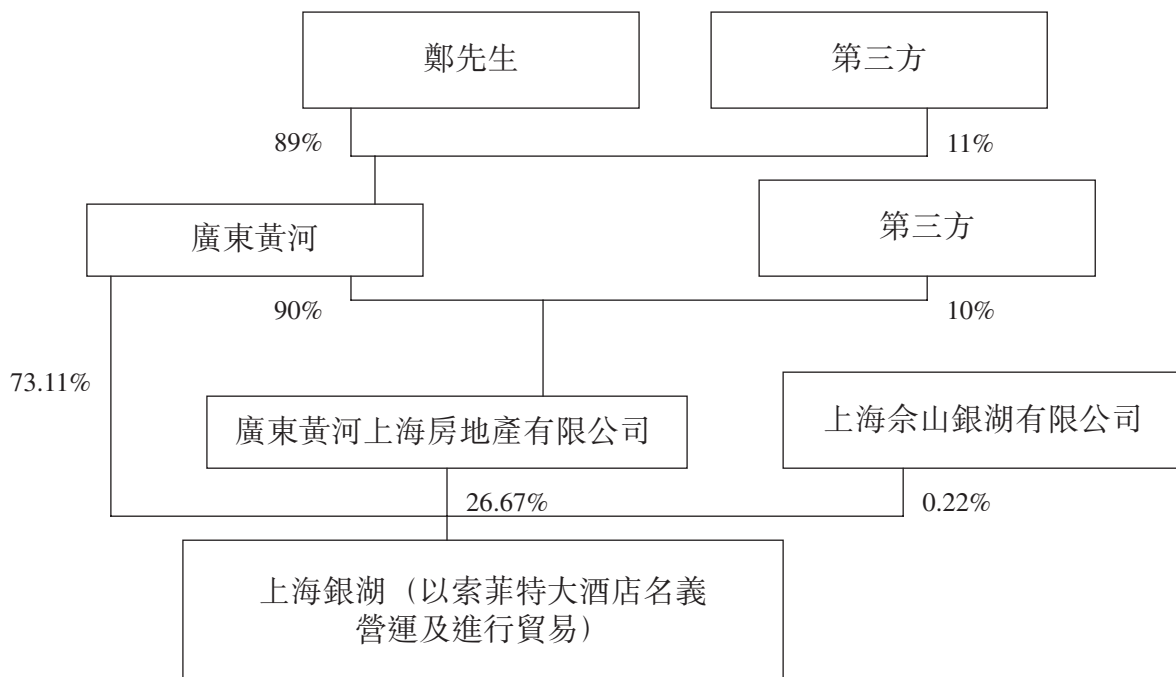 鄭先生
第三方
89%
11%
廣東黃河
第三方
90%
10%
73.11%
廣東黃河上海房地產有限公司
上海佘山銀湖有限公司
26.67%
0.22%
上海銀湖（以索菲特大酒店名義
營運及進行貿易）